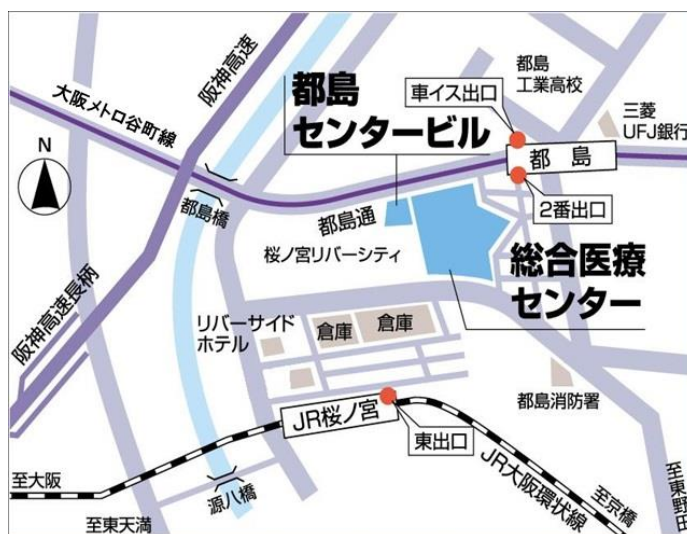 阪神高速
大阪メトロ谷町線
N
都島
センタービル
車イス出口
都島
工業高校
三菱
UFJ銀行
都島
2番出口
都島橋
都島通
桜ノ宮リバーシティ
総合医療
センター
阪神高速長柄
リバーサイド
ホテル
倉庫
倉庫
都島消防署
JR桜ノ宮
東出口
JR大阪環状線
至大阪
源八橋
至東天満
至京橋
至東野田